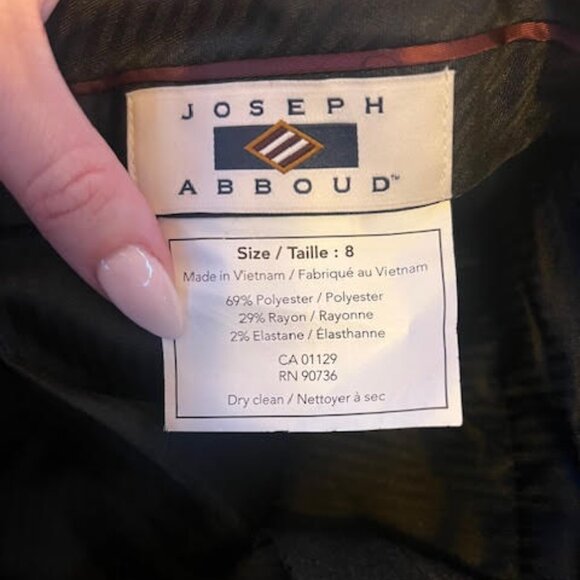 JOSEPH
ABBOUD™
Size / Taille : 8
Made in Vietnam / Fabriqué au Vietnam
69% Polyester / Polyester
29% Rayon / Rayonne
2% Elastane / Élasthanne
CA 01129
RN 90736
Dry clean / Nettoyer à sec